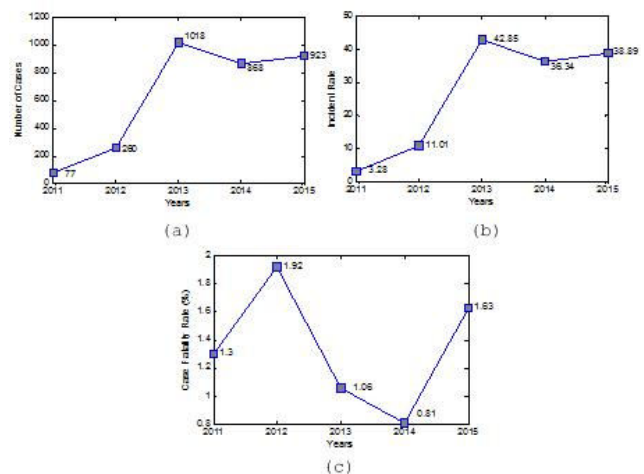 1200
1000
800
600
400
200
0
Number of Cases
77
260
1018
868
923
2011 2012 2013 2014 2015
Years
(a)
50
40
30
20
10
0
Incident Rate
3.28
11.01
42.85
36.34
38.89
2011 2012 2013 2014 2015
Years
(b)
2
1.8
1.6
1.4
1.2
1
0.8
Case Fatality Rate (%)
1.3
1.92
1.06
0.81
1.63
2011 2012 2013 2014 2015
Years
(c)